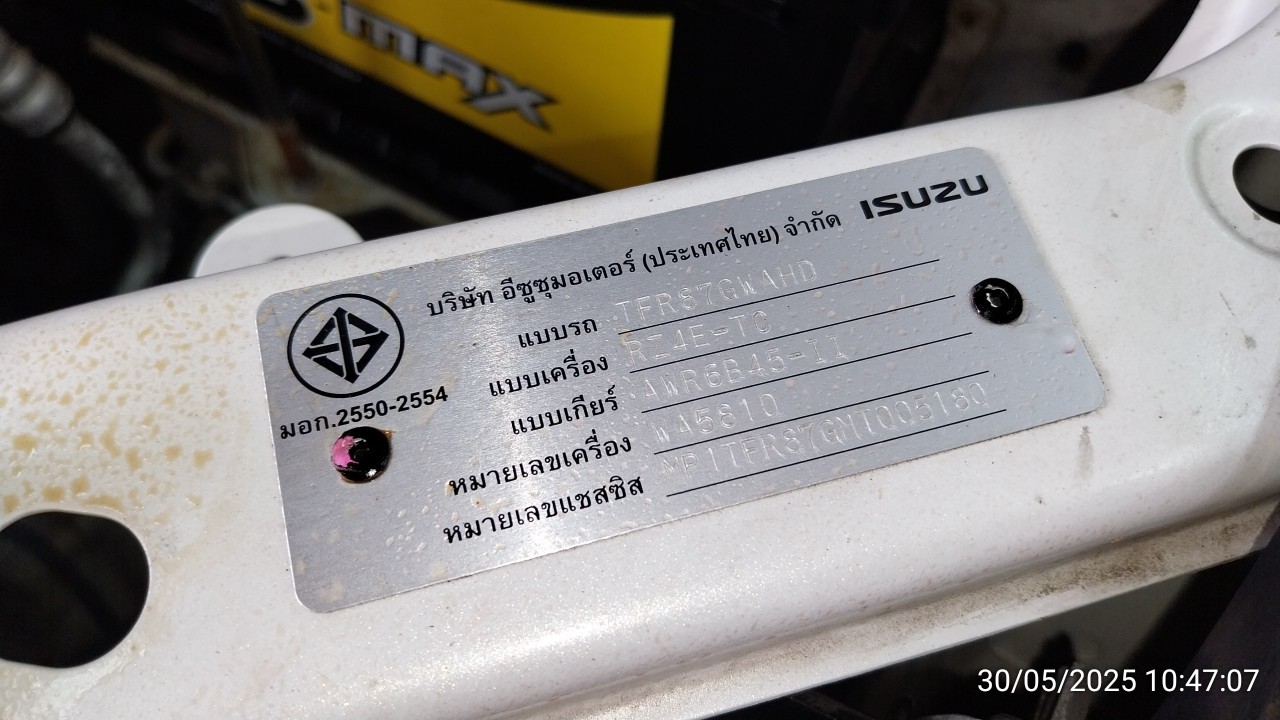 MAX
ISUZU
บริษัท อีซูซุมอเตอร์ (ประเทศไทย) จำกัด
แบบรถ TFR87GWAHD J
แบบเครื่อง RZ4E-TC
แบบเกียร์ AWR6B45-II
หมายเลขเครื่อง WA5810
หมายเลขแชสซิส MP1TFR87GNT005180
มอก.2550-2554
30/05/2025 10:47:07